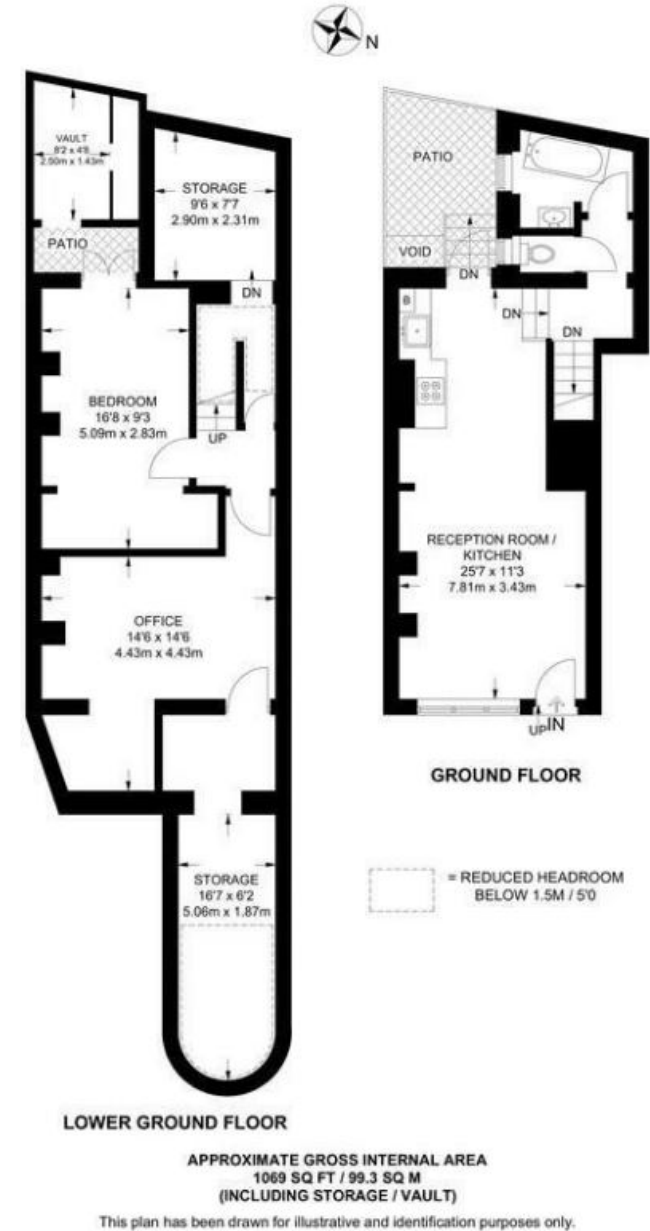 N
VAULT
8'2 x 4'8
2.50m x 1.43m
PATIO
STORAGE
9'6 x 7'7
2.90m x 2.31m
DN
BEDROOM
16'8 x 9'3
5.09m x 2.83m
UP
OFFICE
14'6 x 14'6
4.43m x 4.43m
STORAGE
16'7 x 6'2
5.06m x 1.87m
LOWER GROUND FLOOR
PATIO
VOID
DN
DN
DN
B
RECEPTION ROOM /
KITCHEN
25'7 x 11'3
7.81m x 3.43m
UP
IN
GROUND FLOOR
= REDUCED HEADROOM
BELOW 1.5M / 5'0
APPROXIMATE GROSS INTERNAL AREA
1069 SQ FT / 99.3 SQ M
(INCLUDING STORAGE / VAULT)
This plan has been drawn for illustrative and identification purposes only.